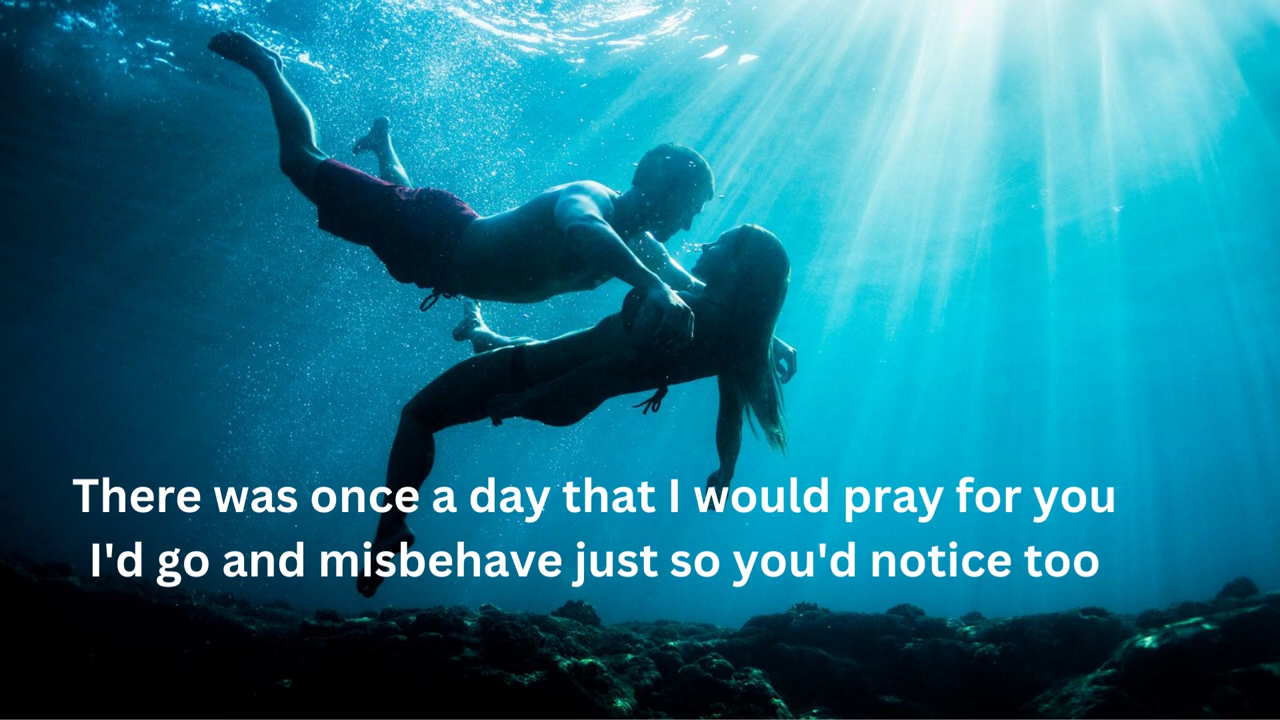 There was once a day that I would pray for you
I'd go and misbehave just so you'd notice too